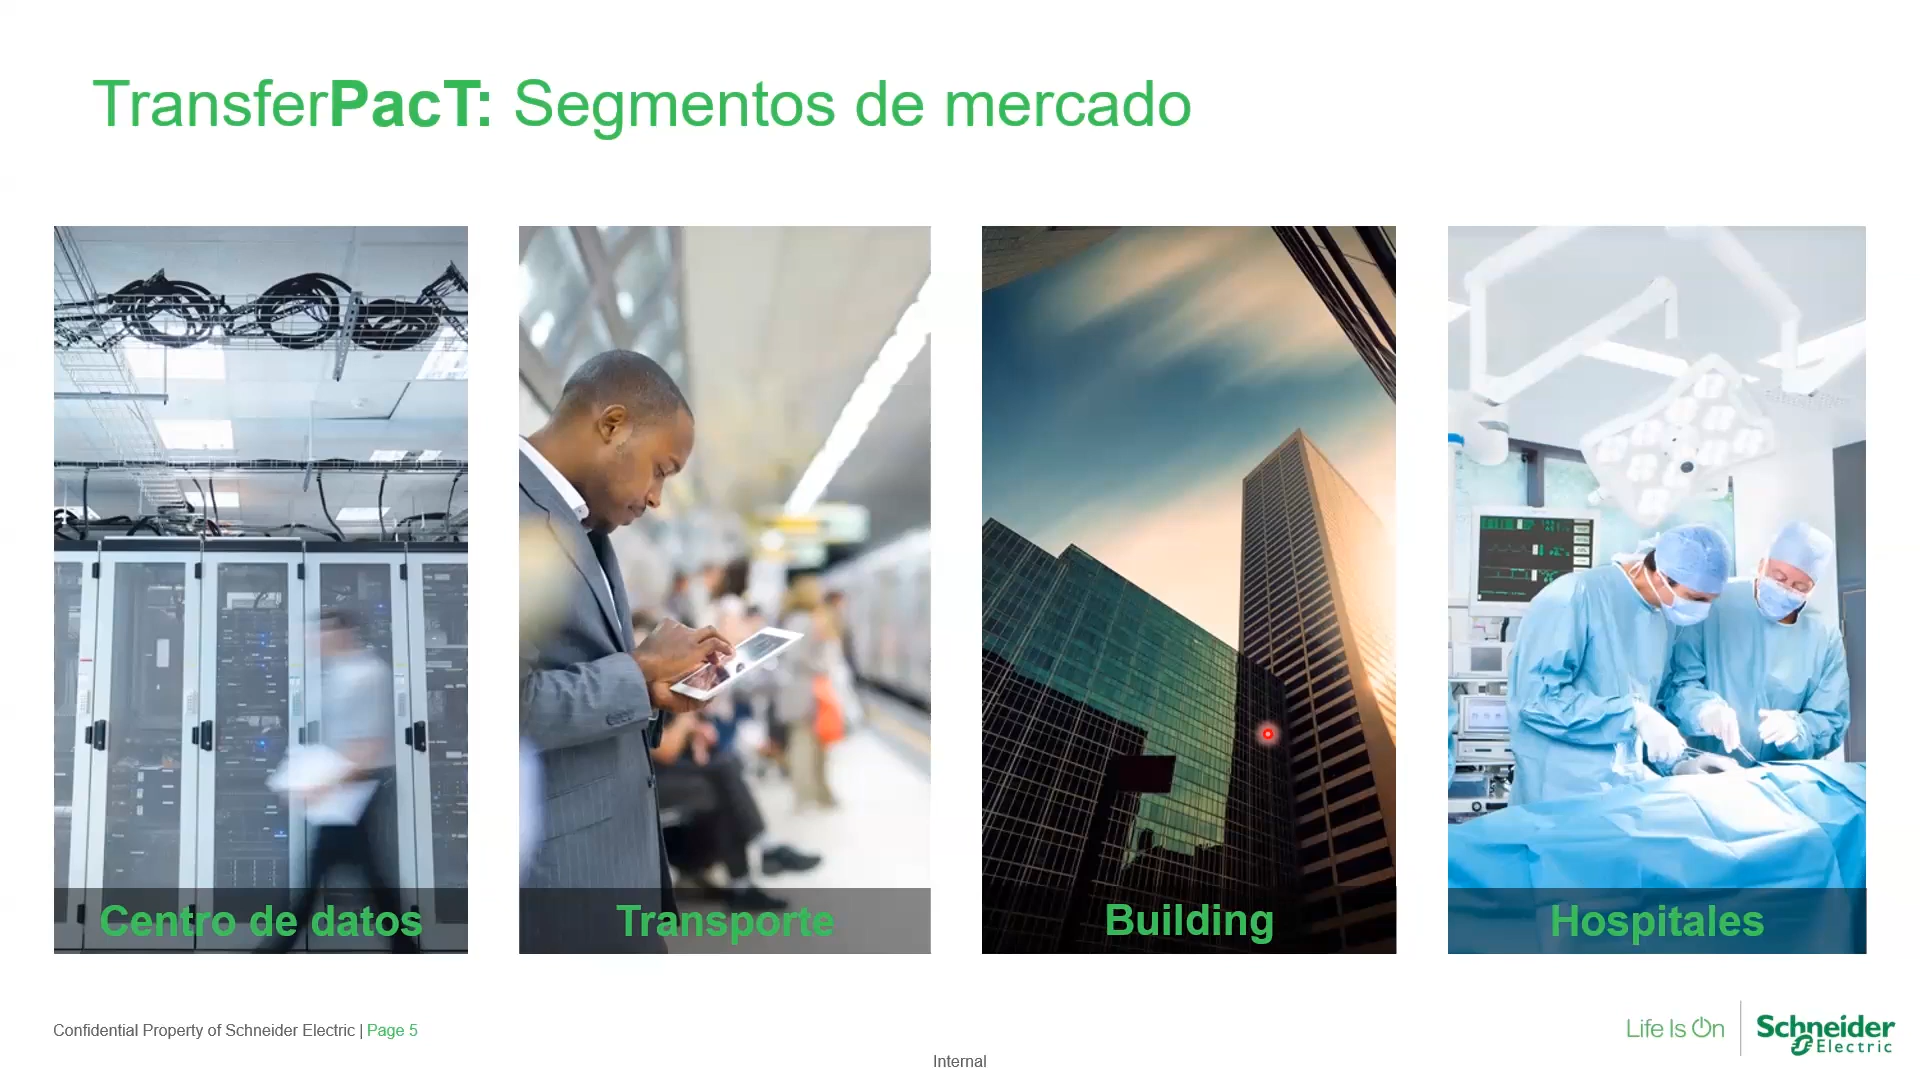 TransferPacT: Segmentos de mercado
Centro de datos
Transporte
Building
Hospitales
Confidential Property of Schneider Electric | Page 5
Internal
Life Is On
Schneider
Electric